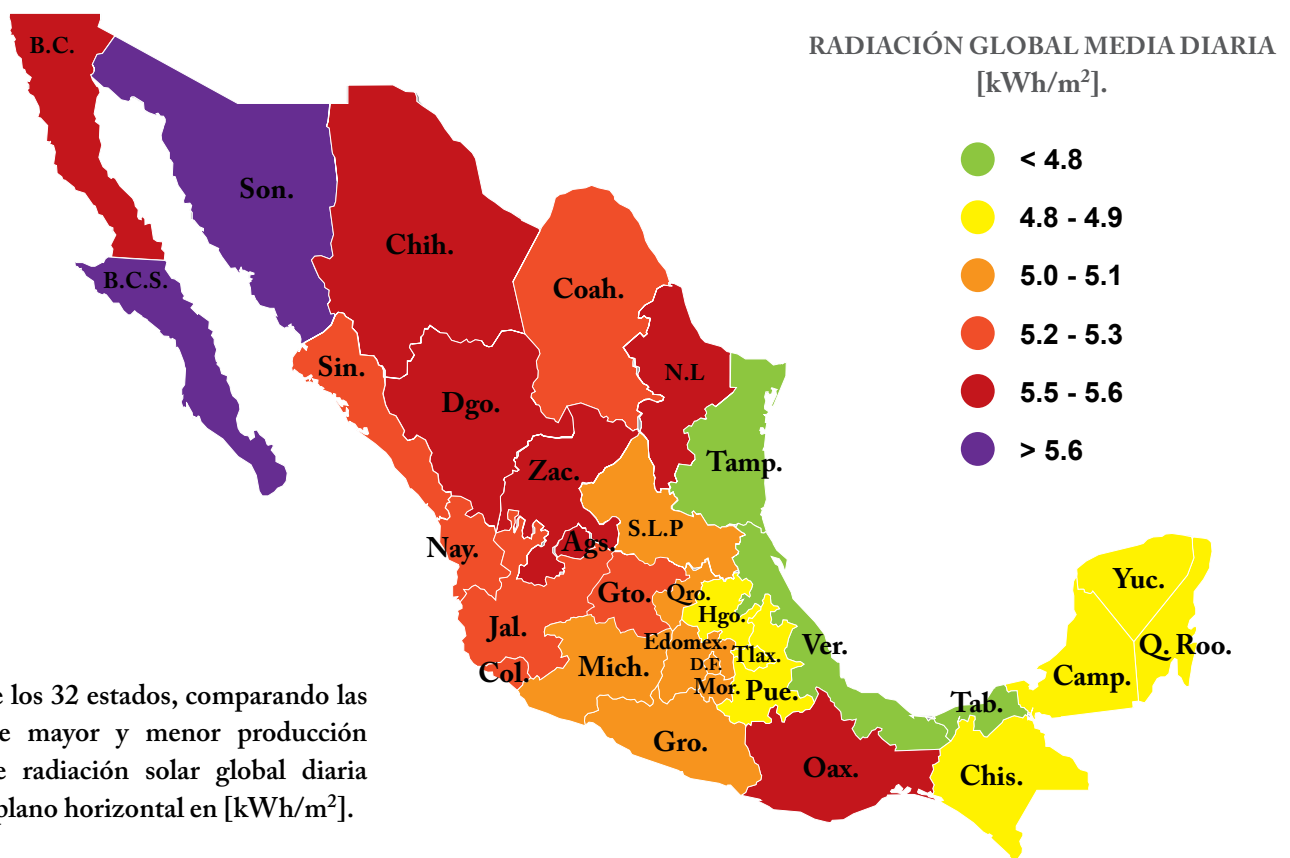 RADIACIÓN GLOBAL MEDIA DIARIA
[kWh/m²].
< 4.8
4.8 - 4.9
5.0 - 5.1
5.2 - 5.3
5.5 - 5.6
> 5.6
B.C.
Son.
B.C.S.
Chih.
Coah.
Sin.
N.L
Dgo.
Tamp.
Zac.
S.L.P
Nay.
Ags.
Gto.
Qro.
Hgo.
Yuc.
Jal.
Edomex.
Ver.
Q. Roo.
Col.
Mich.
D.F.
Tlax.
Camp.
Mor.
Pue.
Tab.
Gro.
Oax.
Chis.
los 32 estados, comparando las
mayor y menor producción
radiación solar global diaria
plano horizontal en [kWh/m²].